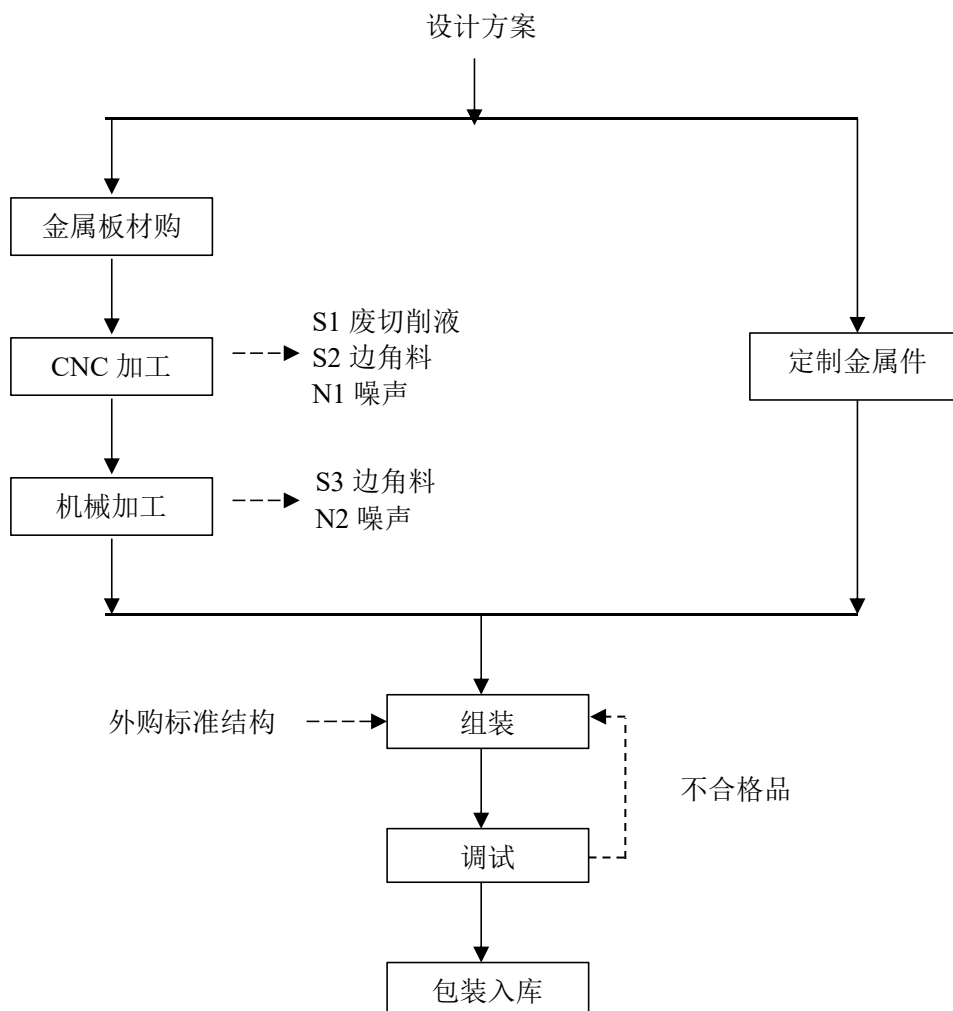 设计方案
金属板材购
CNC 加工
S1 废切削液
S2 边角料
N1 噪声
定制金属件
机械加工
S3 边角料
N2 噪声
外购标准结构
组装
不合格品
调试
包装入库